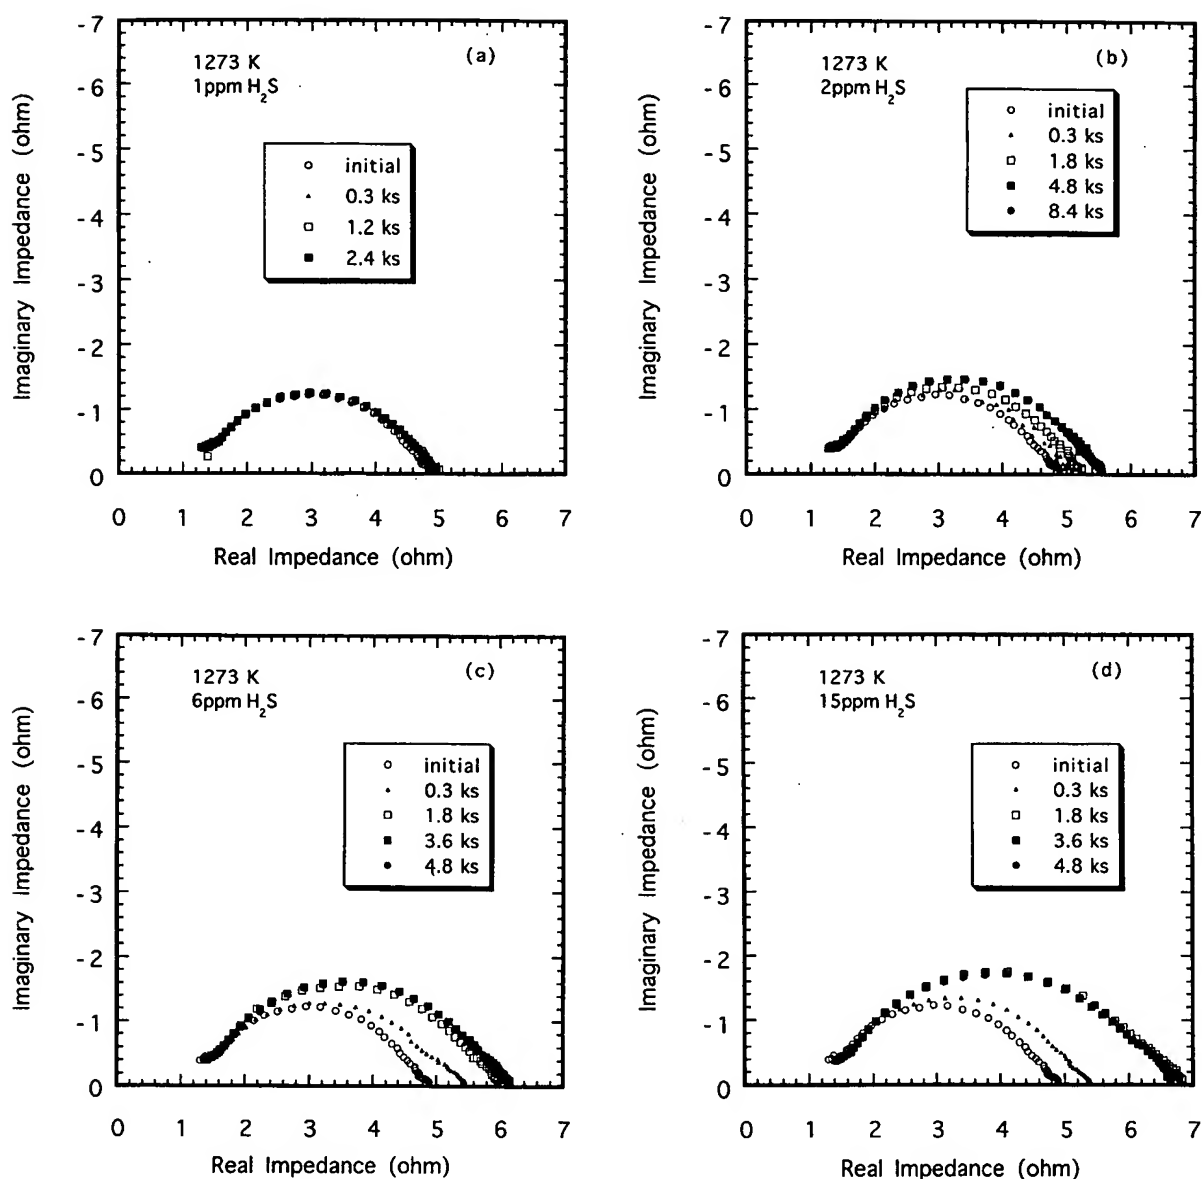 (a)
1273 K
1ppm H2S
initial
0.3 ks
1.2 ks
2.4 ks
-7
-6
-5
-4
-3
-2
-1
0
0 1 2 3 4 5 6 7
Imaginary Impedance (ohm)
Real Impedance (ohm)
(b)
1273 K
2ppm H2S
initial
0.3 ks
1.8 ks
4.8 ks
8.4 ks
-7
-6
-5
-4
-3
-2
-1
0
0 1 2 3 4 5 6 7
Imaginary Impedance (ohm)
Real Impedance (ohm)
(c)
1273 K
6ppm H2S
initial
0.3 ks
1.8 ks
3.6 ks
4.8 ks
-7
-6
-5
-4
-3
-2
-1
0
0 1 2 3 4 5 6 7
Imaginary Impedance (ohm)
Real Impedance (ohm)
(d)
1273 K
15ppm H2S
initial
0.3 ks
1.8 ks
3.6 ks
4.8 ks
-7
-6
-5
-4
-3
-2
-1
0
0 1 2 3 4 5 6 7
Imaginary Impedance (ohm)
Real Impedance (ohm)